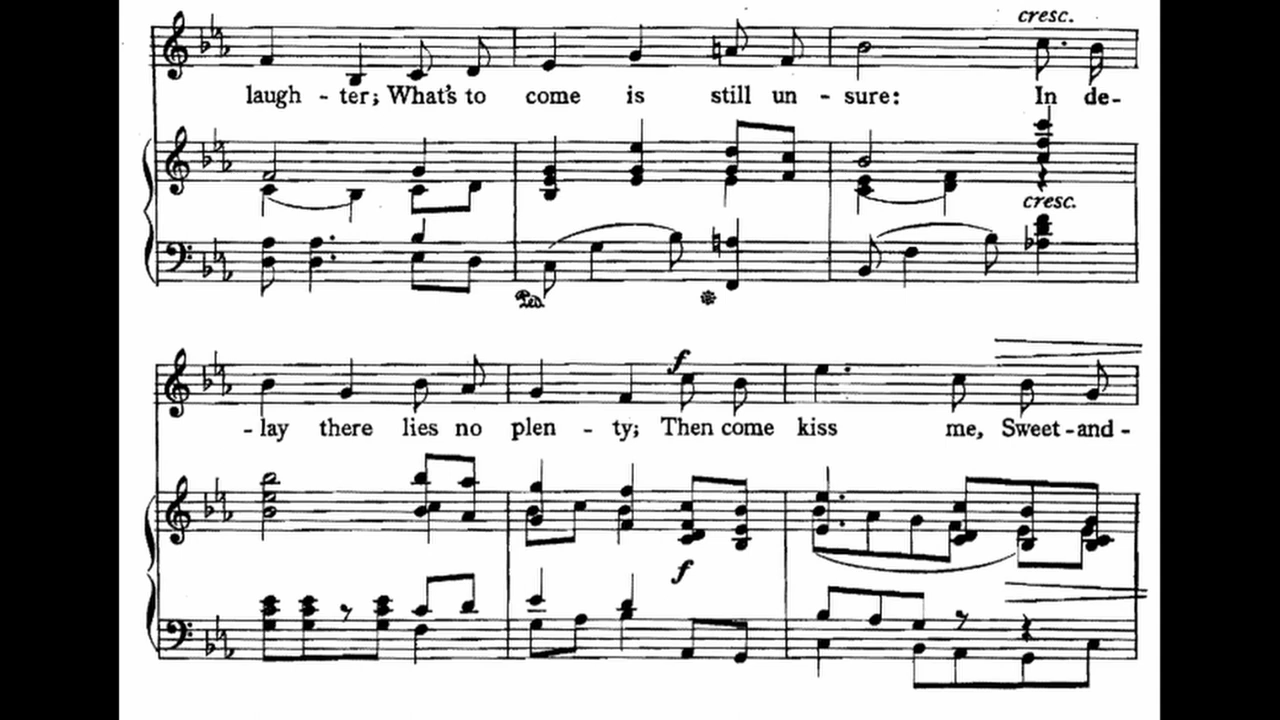 cresc.
laugh - ter; What's to come is still un - sure: In de-
cresc.
Ped.
f
- lay there lies no plen - ty; Then come kiss me, Sweet-and-
f